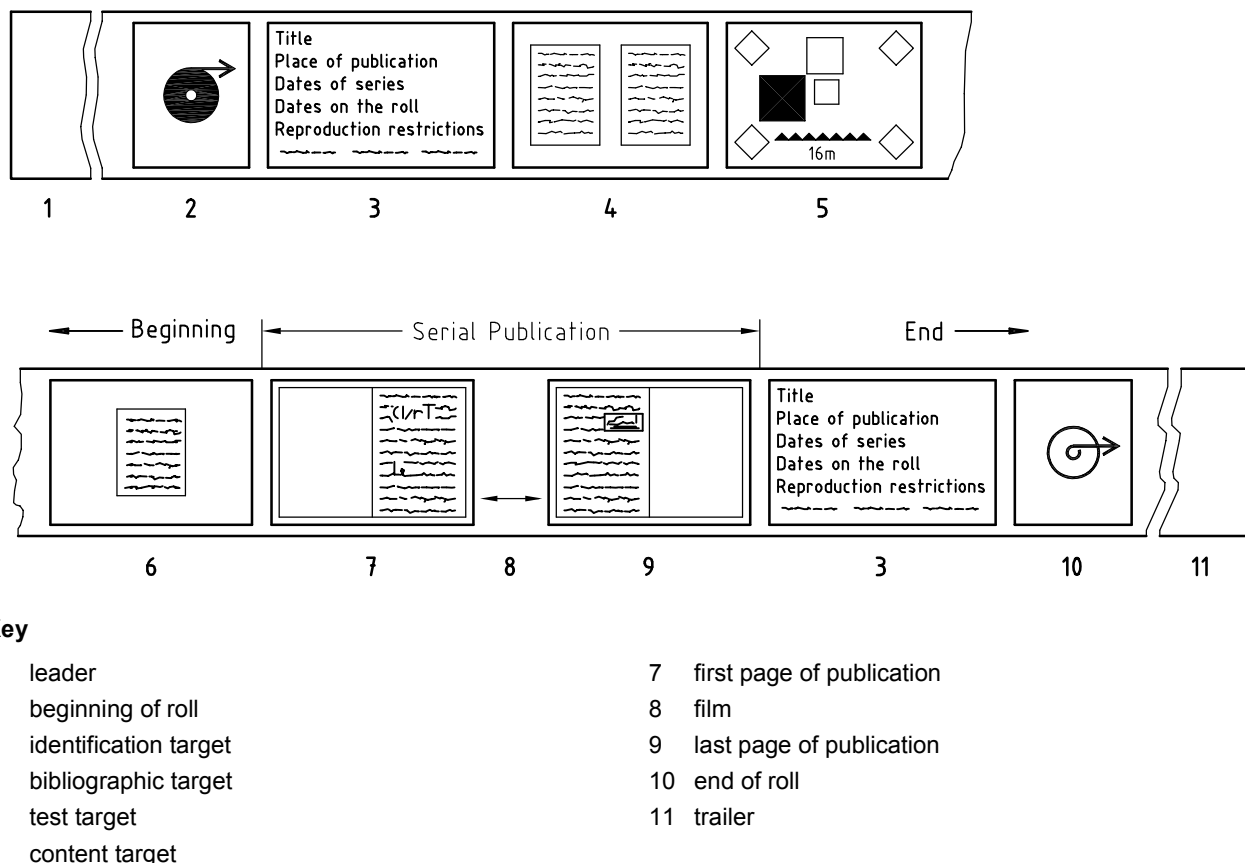 Title
Place of publication
Dates of series
Dates on the roll
Reproduction restrictions
16m
1 2 3 4 5
Beginning Serial Publication End
Title
Place of publication
Dates of series
Dates on the roll
Reproduction restrictions
6 7 8 9 3 10 11
ey
leader
beginning of roll
identification target
bibliographic target
test target
content target
7 first page of publication
8 film
9 last page of publication
10 end of roll
11 trailer